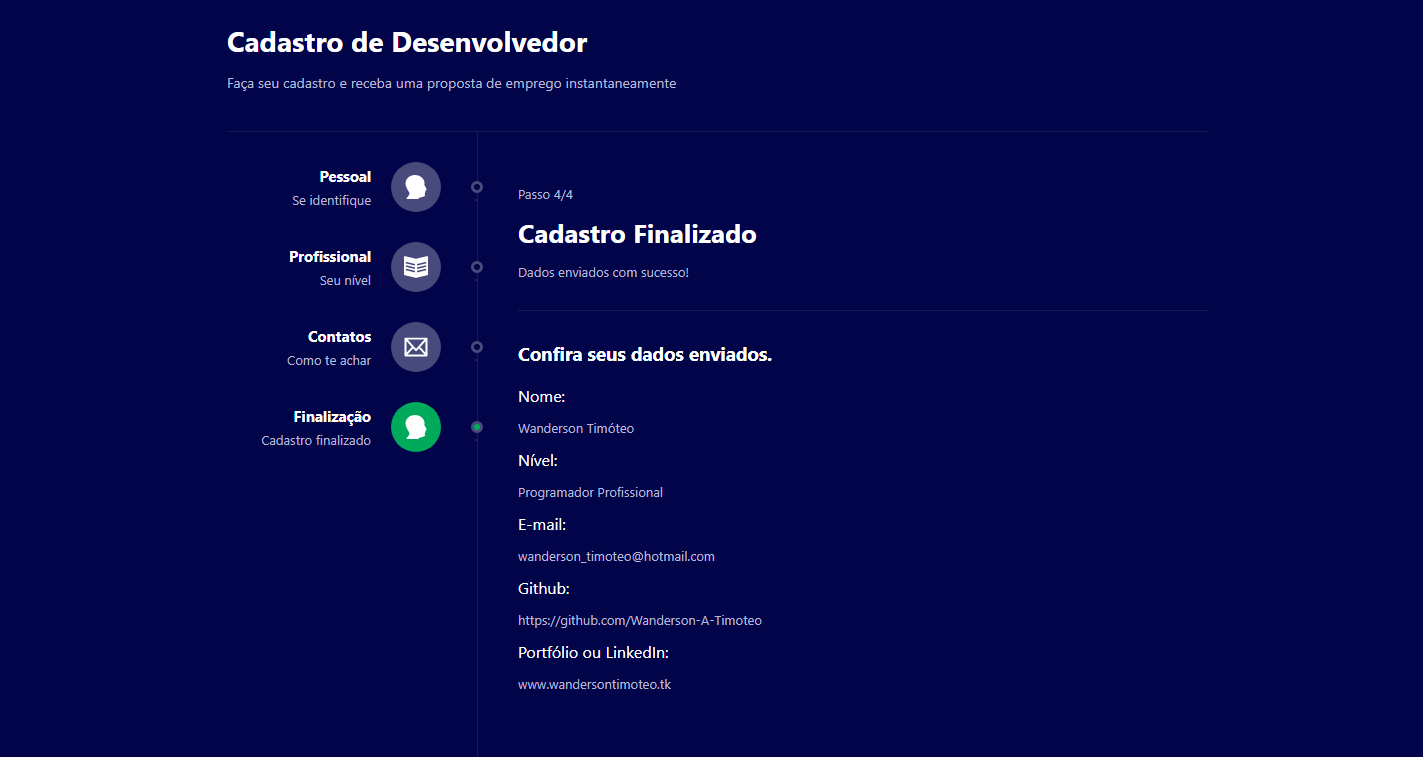 Cadastro de Desenvolvedor
Faça seu cadastro e receba uma proposta de emprego instantaneamente
Pessoal
Se identifique
Profissional
Seu nível
Contatos
Como te achar
Finalização
Cadastro finalizado
Passo 4/4
Cadastro Finalizado
Dados enviados com sucesso!
Confira seus dados enviados.
Nome:
Wanderson Timóteo
Nível:
Programador Profissional
E-mail:
wanderson_timoteo@hotmail.com
Github:
https://github.com/Wanderson-A-Timoteo
Portfólio ou LinkedIn:
www.wandersontimoteo.tk